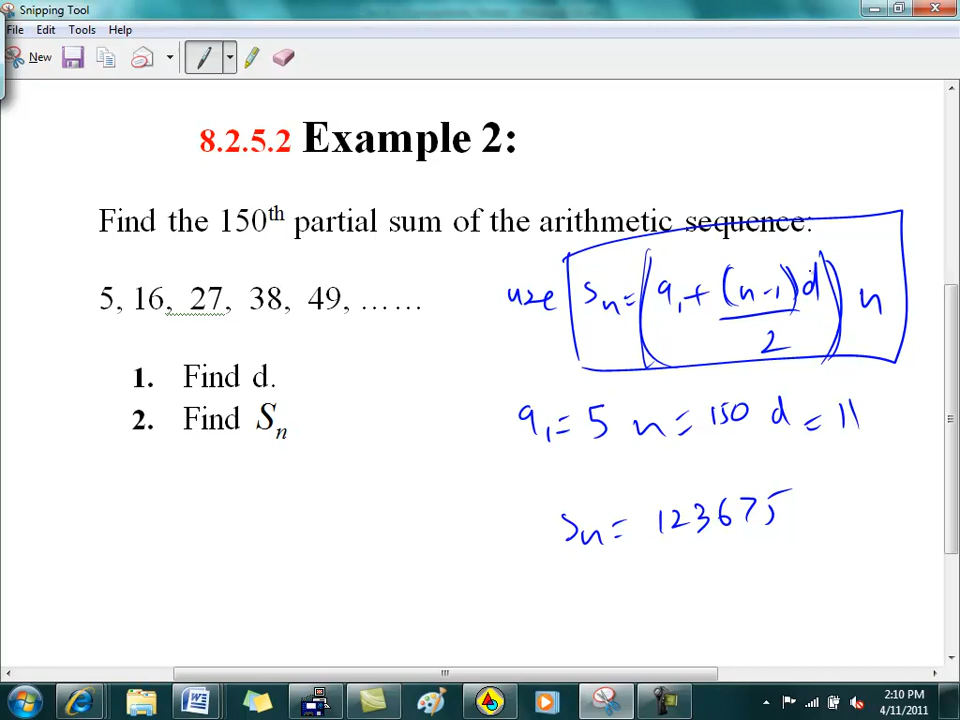 Snipping Tool
File Edit Tools Help
New
8.2.5.2 Example 2:
Find the 150th partial sum of the arithmetic sequence:
5, 16, 27, 38, 49, ……
use Sn = (a1 + (n-1)d/2) n
1. Find d.
2. Find Sn
a1 = 5 n = 150 d = 11
Sn = 123675
2:10 PM
4/11/2011